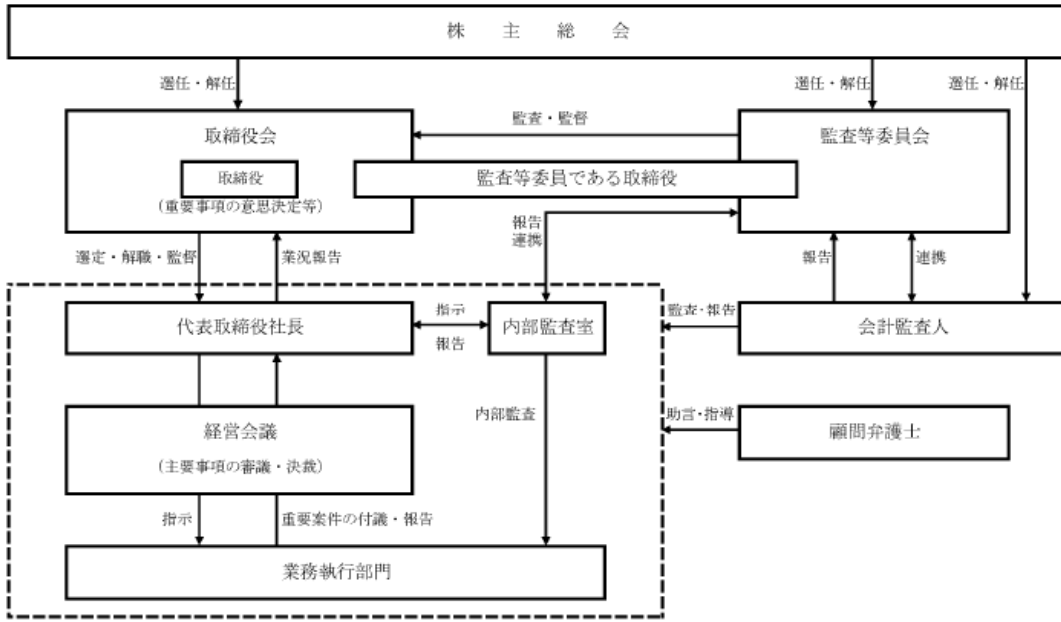 株主総会
選任・解任
選任・解任
選任・解任
取締役会
監査・監督
監査等委員会
取締役
監査等委員である取締役
(重要事項の意思決定等)
報告
連携
選定・解職・監督
業況報告
報告
連携
代表取締役社長
指示
報告
内部監査室
監査・報告
会計監査人
経営会議
(主要事項の審議・決裁)
内部監査
助言・指導
顧問弁護士
指示
重要案件の付議・報告
業務執行部門